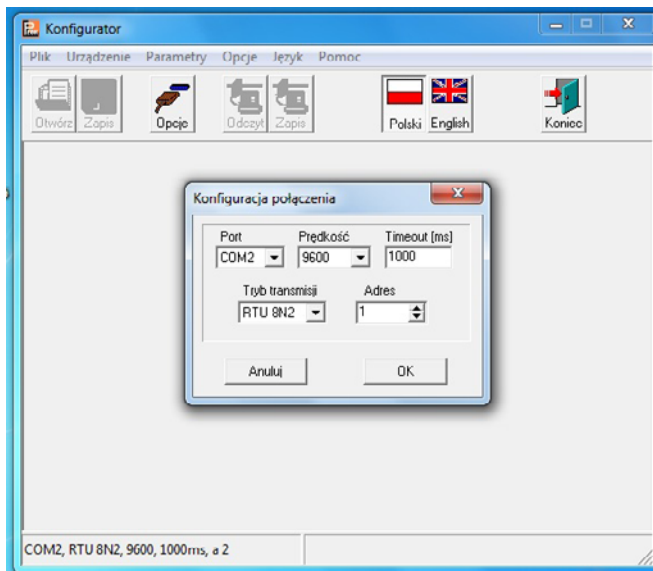 Konfigurator
Plik Urządzenie Parametry Opcje Język Pomoc
Otwórz Zapis Opcje Odczyt Zapis Polski English Koniec
Konfiguracja połączenia
Port Prędkość Timeout [ms]
COM2 9600 1000
Tryb transmisji Adres
RTU 8N2 1
Anuluj OK
COM2, RTU 8N2, 9600, 1000ms, a 2